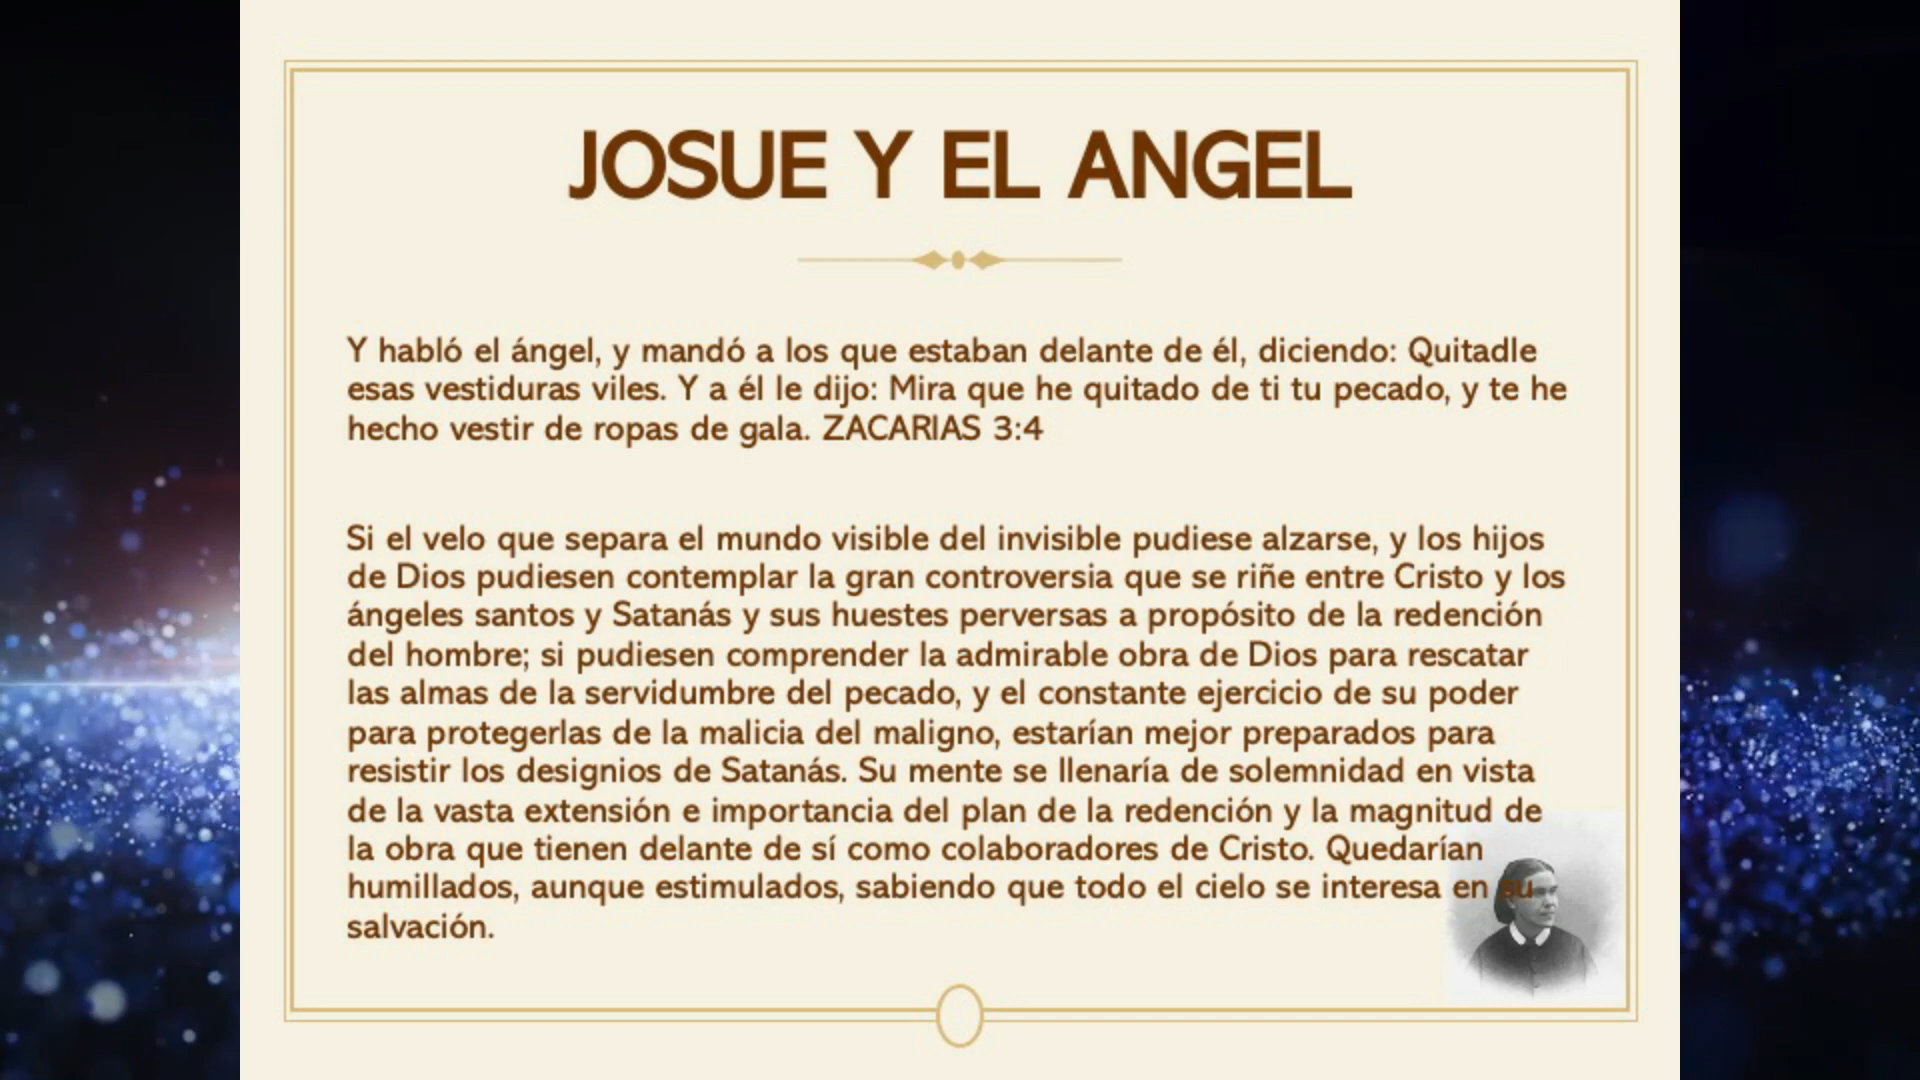 JOSUE Y EL ANGEL
Y habló el ángel, y mandó a los que estaban delante de él, diciendo: Quitadle
esas vestiduras viles. Y a él le dijo: Mira que he quitado de ti tu pecado, y te he
hecho vestir de ropas de gala. ZACARIAS 3:4
Si el velo que separa el mundo visible del invisible pudiese alzarse, y los hijos
de Dios pudiesen contemplar la gran controversia que se riñe entre Cristo y los
ángeles santos y Satanás y sus huestes perversas a propósito de la redención
del hombre; si pudiesen comprender la admirable obra de Dios para rescatar
las almas de la servidumbre del pecado, y el constante ejercicio de su poder
para protegerlas de la malicia del maligno, estarían mejor preparados para
resistir los designios de Satanás. Su mente se llenaría de solemnidad en vista
de la vasta extensión e importancia del plan de la redención y la magnitud de
la obra que tienen delante de sí como colaboradores de Cristo. Quedarían
humillados, aunque estimulados, sabiendo que todo el cielo se interesa en su
salvación.